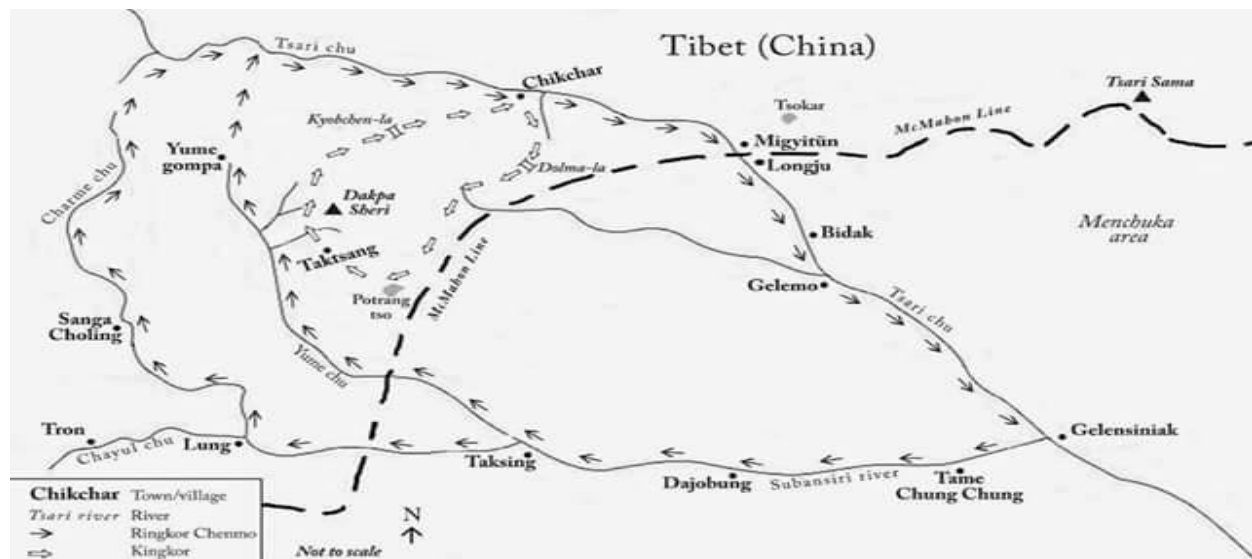 Tsari chu
Tibet (China)
Chikchar
Tsari Sama
Tsokar
Kyobchen-la
McMahon Line
Migyitün
Yume
gompa
Dolma-la
Longju
Charme chu
Dakpa
Sheri
Menchuka
area
Bidak
Taktsang
McMahon Line
Gelemo
Potrang
tso
Tsari chu
Sanga
Choling
Yume chu
Tron
Chayul chu
Lung
Taksing
Gelensiniak
Dajobung
Subansiri river
Tame
Chung Chung
Chikchar Town/village
Tsari river River
Ringkor Chenmo
Kingkor
N
Not to scale